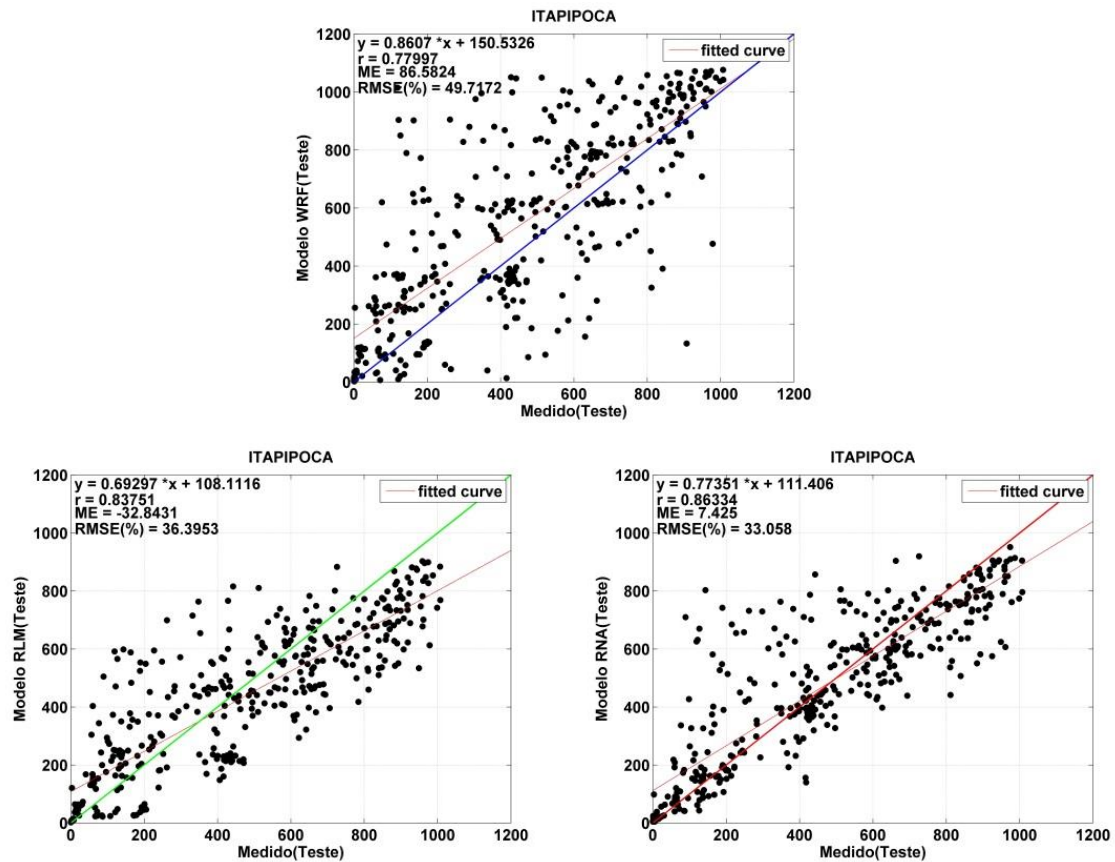 ITAPIPOCA
y = 0.8607 *x + 150.5326
r = 0.77997
ME = 86.5824
RMSE(%) = 49.7172
fitted curve
Modelo WRF(Teste)
1200
1000
800
600
400
200
0
0 200 400 600 800 1000 1200
Medido(Teste)
ITAPIPOCA
y = 0.69297 *x + 108.1116
r = 0.83751
ME = -32.8431
RMSE(%) = 36.3953
fitted curve
Modelo RLM(Teste)
1200
1000
800
600
400
200
0
0 200 400 600 800 1000 1200
Medido(Teste)
ITAPIPOCA
y = 0.77351 *x + 111.406
r = 0.86334
ME = 7.425
RMSE(%) = 33.058
fitted curve
Modelo RNA(Teste)
1200
1000
800
600
400
200
0
0 200 400 600 800 1000 1200
Medido(Teste)